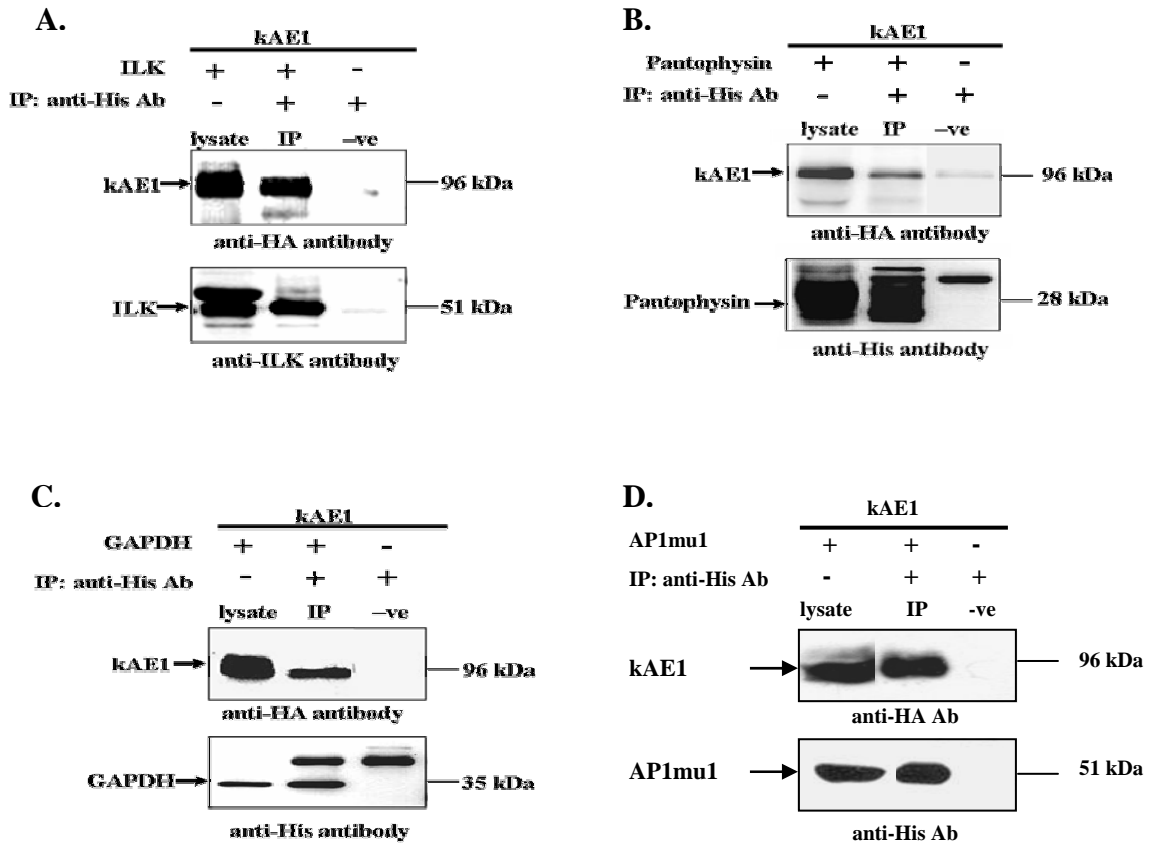 A.
kAE1
ILK + + -
IP: anti-His Ab - + +
lysate IP –ve
kAE1 96 kDa
anti-HA antibody
ILK 51 kDa
anti-ILK antibody
B.
kAE1
Pantophysin + + -
IP: anti-His Ab - + +
lysate IP –ve
kAE1 96 kDa
anti-HA antibody
Pantophysin 28 kDa
anti-His antibody
C.
kAE1
GAPDH + + -
IP: anti-His Ab - + +
lysate IP –ve
kAE1 96 kDa
anti-HA antibody
GAPDH 35 kDa
anti-His antibody
D.
kAE1
AP1mu1 + + -
IP: anti-His Ab - + +
lysate IP -ve
kAE1 96 kDa
anti-HA Ab
AP1mu1 51 kDa
anti-His Ab